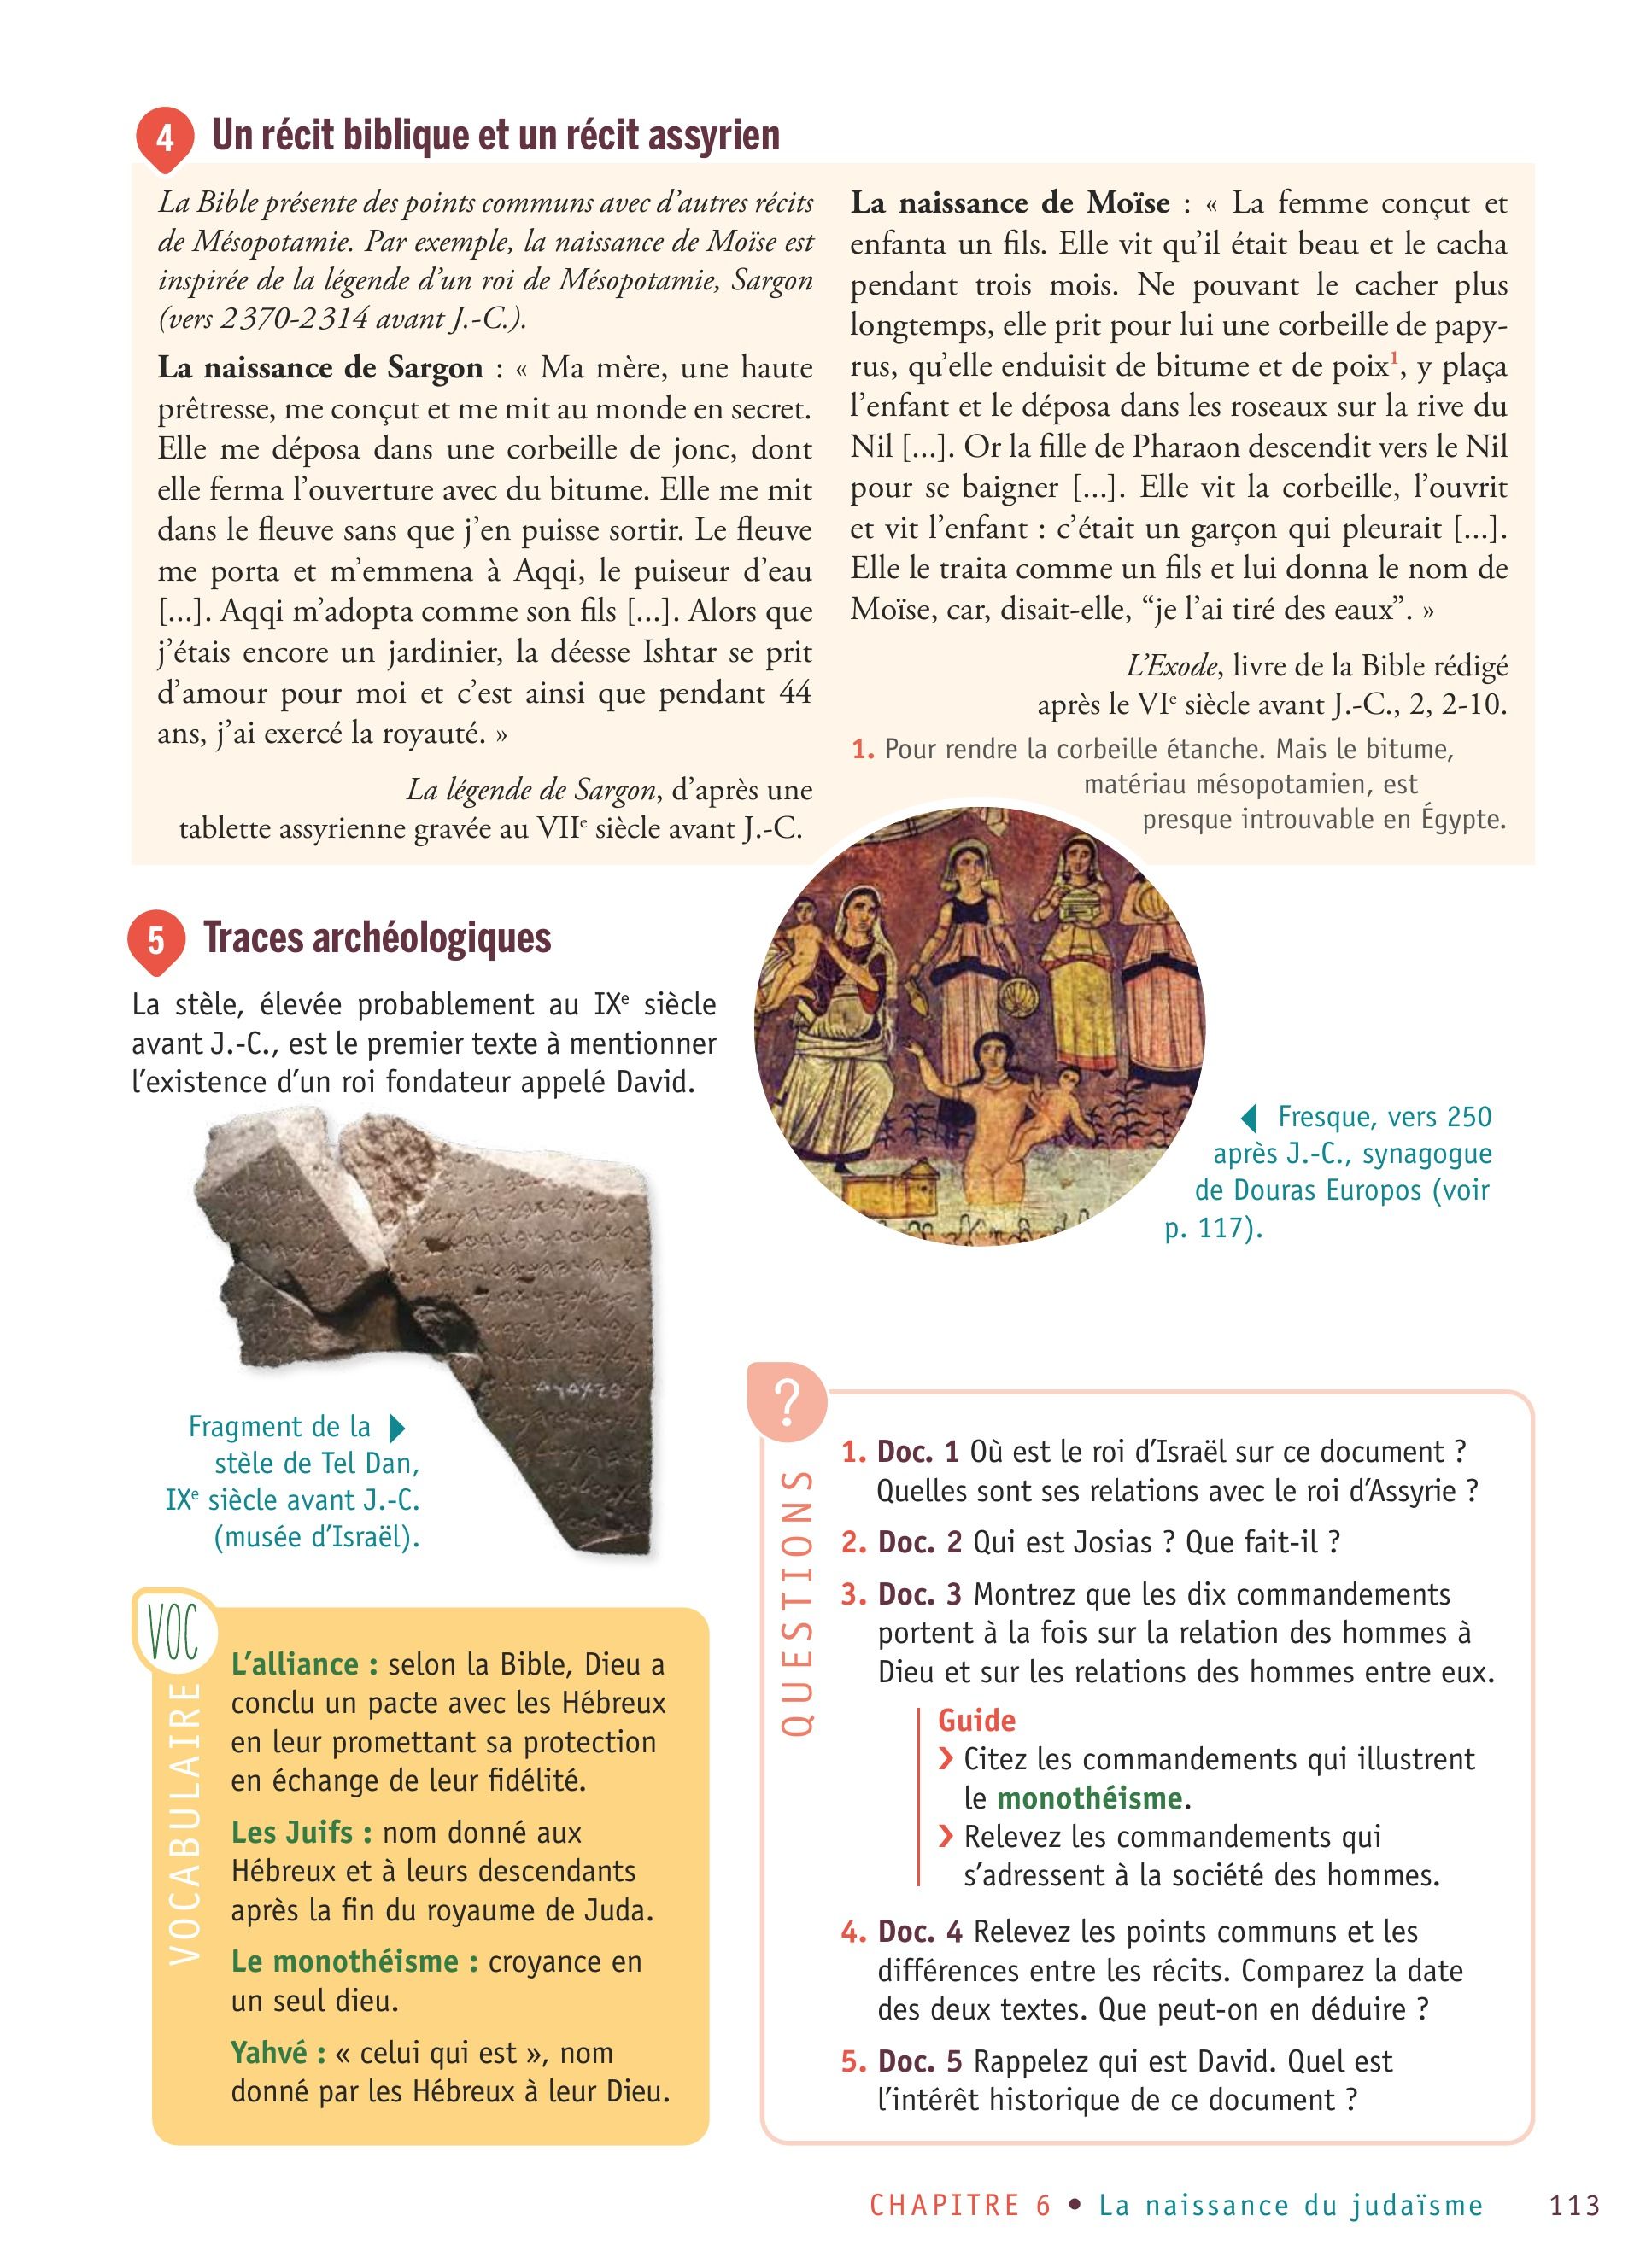 4 Un récit biblique et un récit assyrien
La Bible présente des points communs avec d'autres récits
de Mésopotamie. Par exemple, la naissance de Moïse est
inspirée de la légende d'un roi de Mésopotamie, Sargon
(vers 2370-2314 avant J.-C.).
La naissance de Sargon : « Ma mère, une haute
prêtresse, me conçut et me mit au monde en secret.
Elle me déposa dans une corbeille de jonc, dont
elle ferma l'ouverture avec du bitume. Elle me mit
dans le fleuve sans que j'en puisse sortir. Le fleuve
me porta et m'emmena à Aqqi, le puiseur d'eau
[...]. Aqqi m'adopta comme son fils [...]. Alors que
j'étais encore un jardinier, la déesse Ishtar se prit
d'amour pour moi et c'est ainsi que pendant 44
ans, j'ai exercé la royauté. »
La légende de Sargon, d'après une
tablette assyrienne gravée au VIIe siècle avant J.-C.
La naissance de Moïse : « La femme conçut et
enfanta un fils. Elle vit qu'il était beau et le cacha
pendant trois mois. Ne pouvant le cacher plus
longtemps, elle prit pour lui une corbeille de papy-
rus, qu'elle enduisit de bitume et de poix1, y plaça
l'enfant et le déposa dans les roseaux sur la rive du
Nil [...]. Or la fille de Pharaon descendit vers le Nil
pour se baigner [...]. Elle vit la corbeille, l'ouvrit
et vit l'enfant : c'était un garçon qui pleurait [...].
Elle le traita comme un fils et lui donna le nom de
Moïse, car, disait-elle, “je l'ai tiré des eaux”. »
L'Exode, livre de la Bible rédigé
après le VIe siècle avant J.-C., 2, 2-10.
1. Pour rendre la corbeille étanche. Mais le bitume,
matériau mésopotamien, est
presque introuvable en Égypte.
5 Traces archéologiques
La stèle, élevée probablement au IXe siècle
avant J.-C., est le premier texte à mentionner
l'existence d'un roi fondateur appelé David.
Fresque, vers 250
après J.-C., synagogue
de Douras Europos (voir
p. 117).
Fragment de la
stèle de Tel Dan,
IXe siècle avant J.-C.
(musée d'Israël).
VOC
VOCABULAIRE
L'alliance : selon la Bible, Dieu a
conclu un pacte avec les Hébreux
en leur promettant sa protection
en échange de leur fidélité.
Les Juifs : nom donné aux
Hébreux et à leurs descendants
après la fin du royaume de Juda.
Le monothéisme : croyance en
un seul dieu.
Yahvé : « celui qui est », nom
donné par les Hébreux à leur Dieu.
?
QUESTIONS
1. Doc. 1 Où est le roi d'Israël sur ce document ?
Quelles sont ses relations avec le roi d'Assyrie ?
2. Doc. 2 Qui est Josias ? Que fait-il ?
3. Doc. 3 Montrez que les dix commandements
portent à la fois sur la relation des hommes à
Dieu et sur les relations des hommes entre eux.
Guide
❯ Citez les commandements qui illustrent
le monothéisme.
❯ Relevez les commandements qui
s'adressent à la société des hommes.
4. Doc. 4 Relevez les points communs et les
différences entre les récits. Comparez la date
des deux textes. Que peut-on en déduire ?
5. Doc. 5 Rappelez qui est David. Quel est
l'intérêt historique de ce document ?
CHAPITRE 6 • La naissance du judaïsme 113